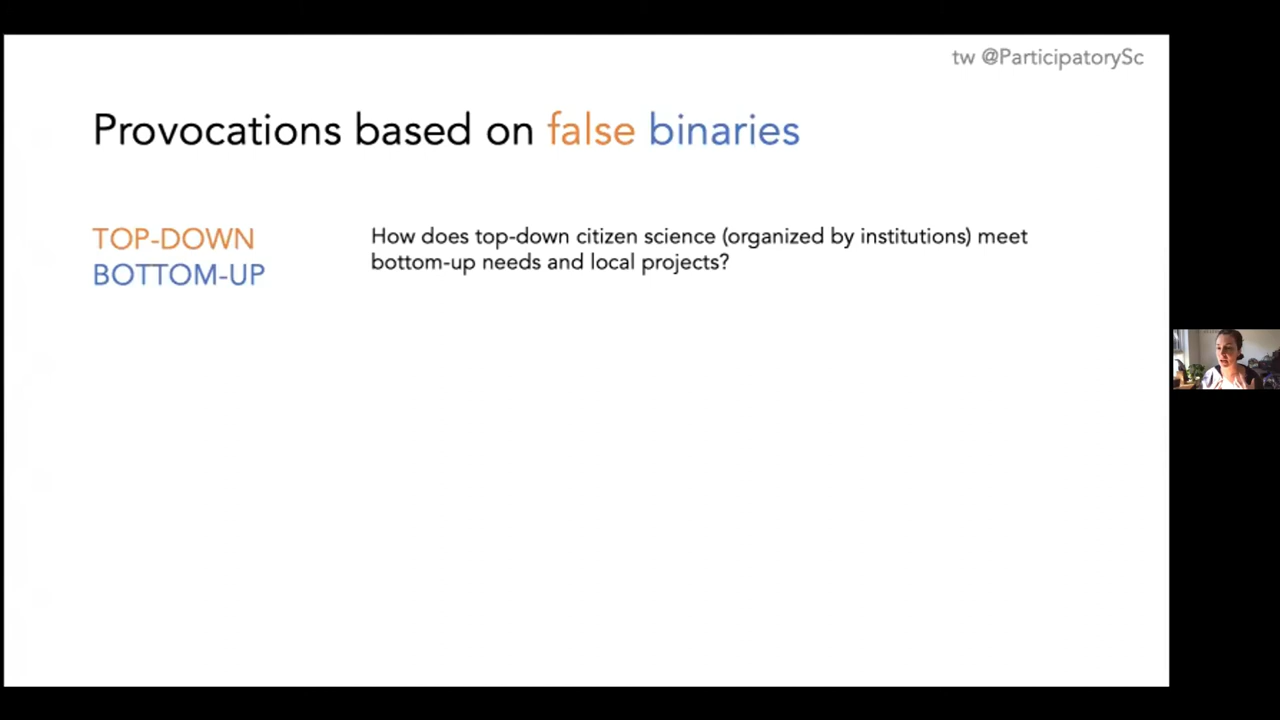 tw @ParticipatorySc
Provocations based on false binaries
TOP-DOWN
BOTTOM-UP
How does top-down citizen science (organized by institutions) meet
bottom-up needs and local projects?